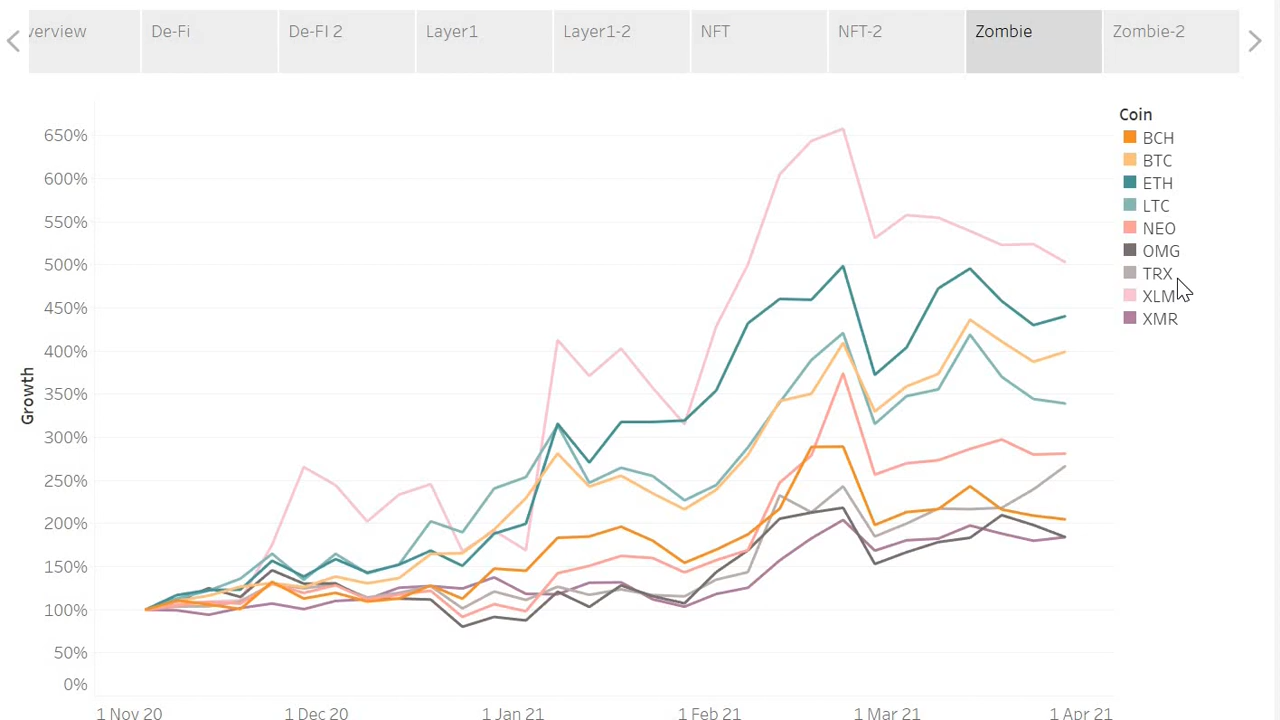 verview De-Fi De-FI 2 Layer1 Layer1-2 NFT NFT-2 Zombie Zombie-2
Coin
BCH
BTC
ETH
LTC
NEO
OMG
TRX
XLM
XMR
Growth
650%
600%
550%
500%
450%
400%
350%
300%
250%
200%
150%
100%
50%
0%
1 Nov 20 1 Dec 20 1 Jan 21 1 Feb 21 1 Mar 21 1 Apr 21